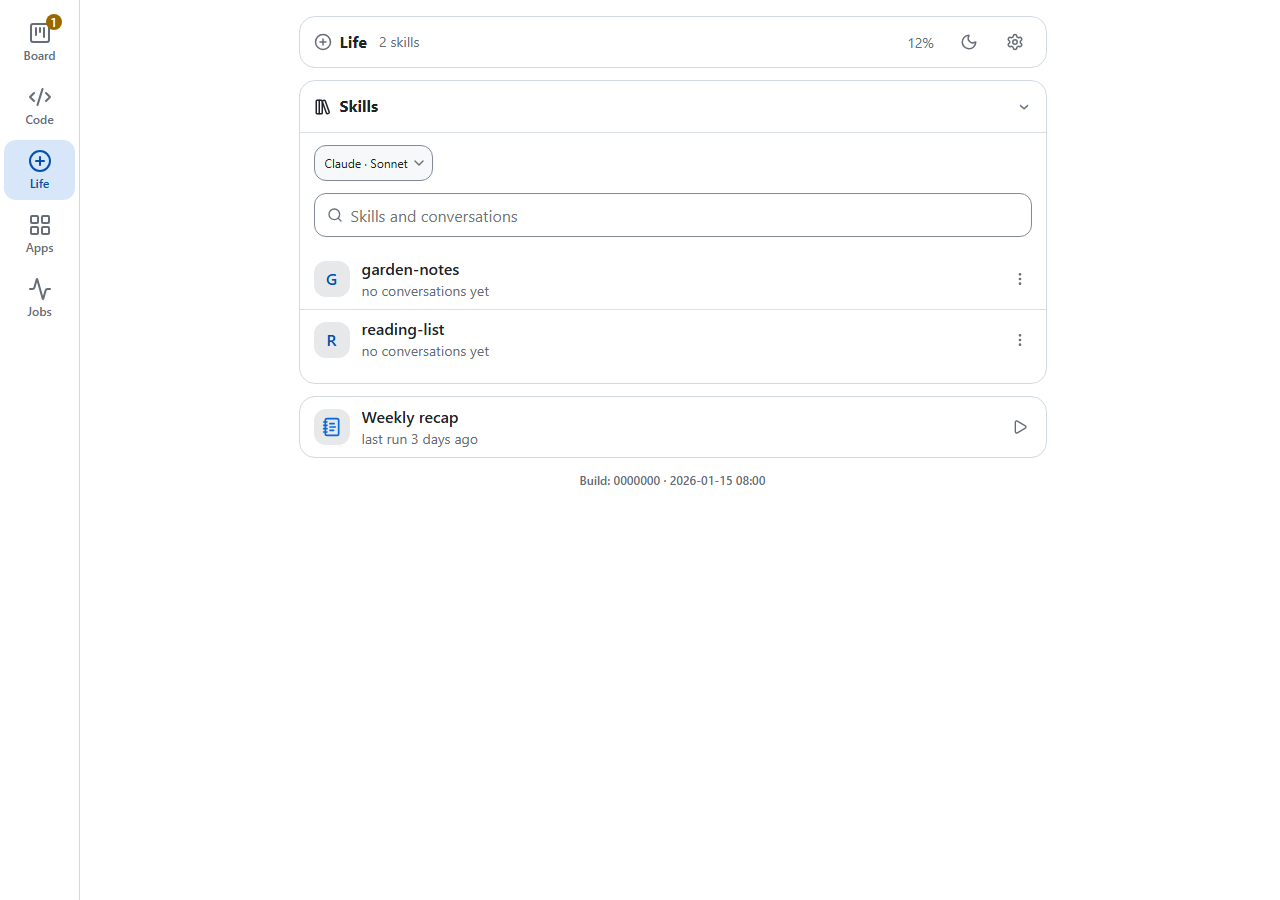 1
Board
Code
Life
Apps
Jobs
Life 2 skills 12%
Skills
Claude · Sonnet
Skills and conversations
G garden-notes
no conversations yet
R reading-list
no conversations yet
Weekly recap
last run 3 days ago
Build: 0000000 · 2026-01-15 08:00